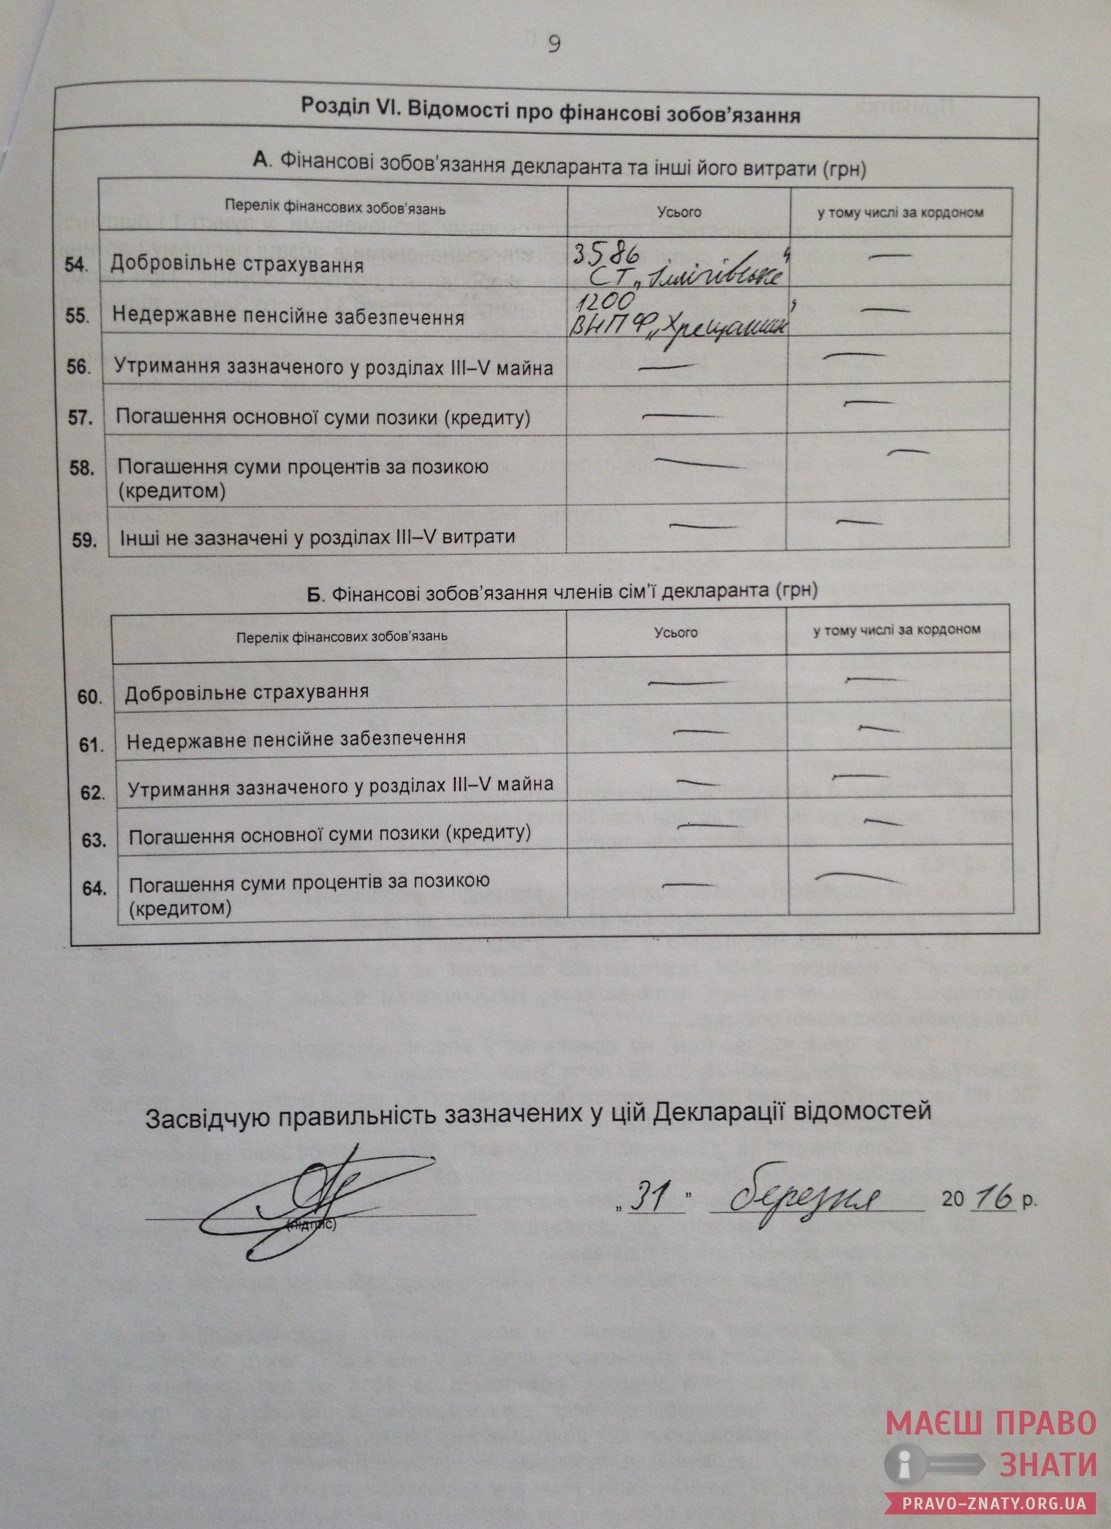 9
Розділ VI. Відомості про фінансові зобов'язання
А. Фінансові зобов'язання декларанта та інші його витрати (грн)
Перелік фінансових зобов'язань Усього у тому числі за кордоном
54. Добровільне страхування 3586 —
СТ „
55. Недержавне пенсійне забезпечення 1200 —
ВНПФ „Хрещатик"
56. Утримання зазначеного у розділах III–V майна — —
57. Погашення основної суми позики (кредиту) — —
58. Погашення суми процентів за позикою — —
(кредитом)
59. Інші не зазначені у розділах III–V витрати — —
Б. Фінансові зобов'язання членів сім'ї декларанта (грн)
Перелік фінансових зобов'язань Усього у тому числі за кордоном
60. Добровільне страхування — —
61. Недержавне пенсійне забезпечення — —
62. Утримання зазначеного у розділах III–V майна — —
63. Погашення основної суми позики (кредиту) — —
64. Погашення суми процентів за позикою — —
(кредитом)
Засвідчую правильність зазначених у цій Декларації відомостей
„31" березня 2016 р.
(підпис)
МАЄШ ПРАВО
ЗНАТИ
PRAVO-ZNATY.ORG.UA